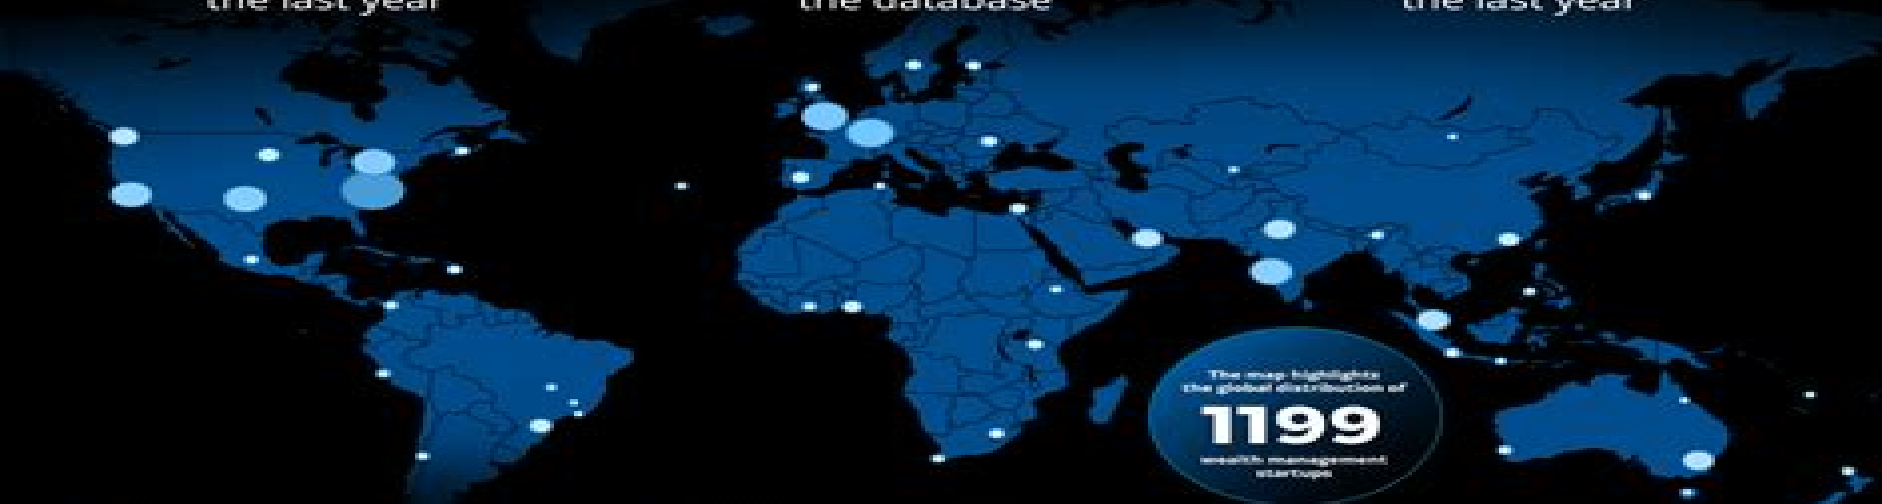 the last year
the database
the last year
The map highlights
the global distribution of
1199
wealth management
startups